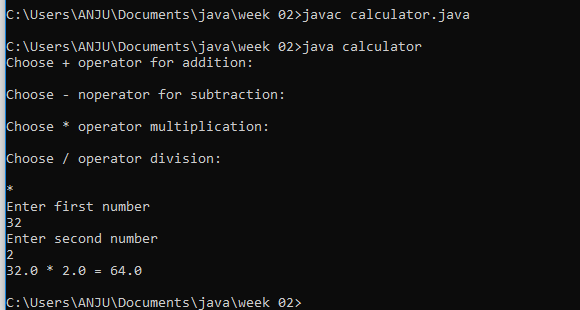 C:\Users\ANJU\Documents\java\week 02>javac calculator.java
C:\Users\ANJU\Documents\java\week 02>java calculator
Choose + operator for addition:
Choose - noperator for subtraction:
Choose * operator multiplication:
Choose / operator division:
*
Enter first number
32
Enter second number
2
32.0 * 2.0 = 64.0
C:\Users\ANJU\Documents\java\week 02>